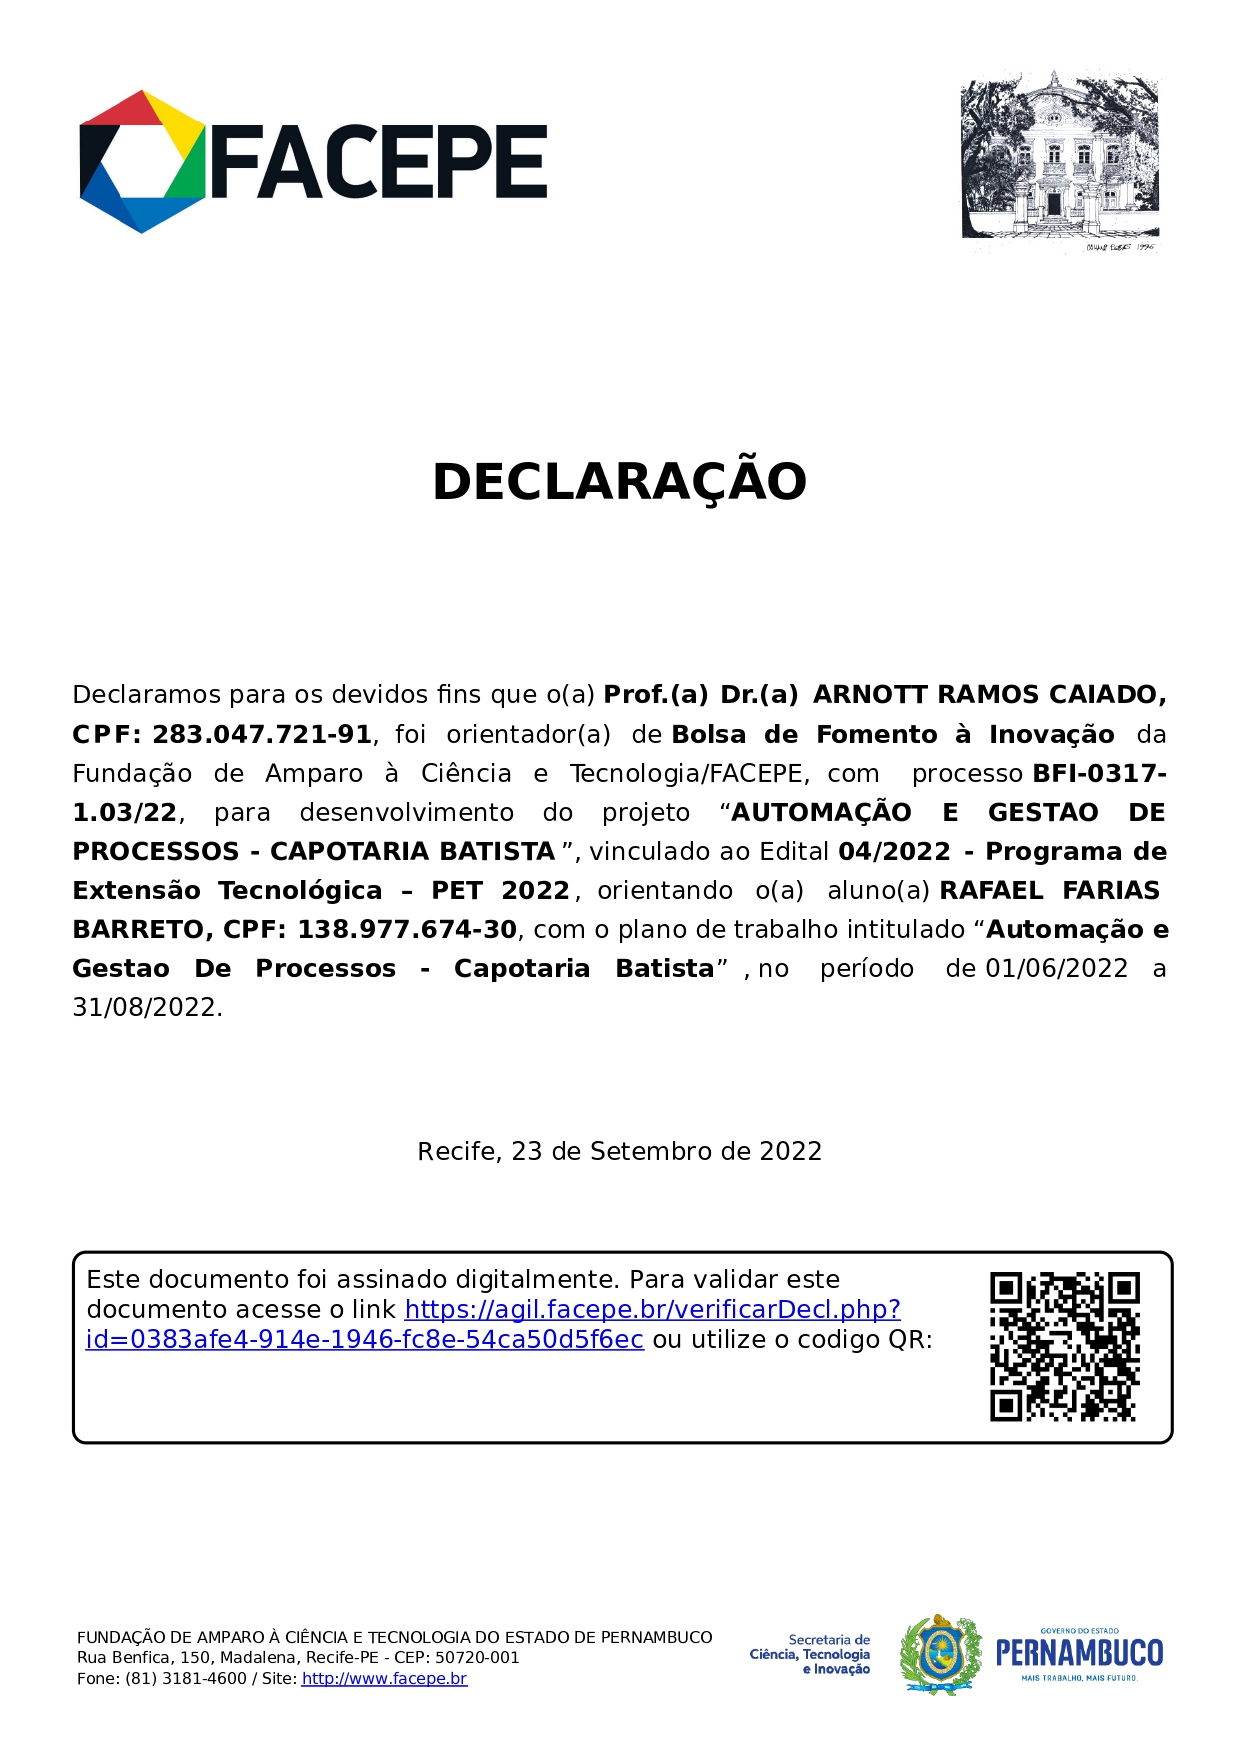 FACEPE
DECLARAÇÃO
Declaramos para os devidos fins que o(a) Prof.(a) Dr.(a) ARNOTT RAMOS CAIADO,
CPF: 283.047.721-91, foi orientador(a) de Bolsa de Fomento à Inovação da
Fundação de Amparo à Ciência e Tecnologia/FACEPE, com processo BFI-0317-
1.03/22, para desenvolvimento do projeto “AUTOMAÇÃO E GESTAO DE
PROCESSOS - CAPOTARIA BATISTA ”, vinculado ao Edital 04/2022 - Programa de
Extensão Tecnológica – PET 2022, orientando o(a) aluno(a) RAFAEL FARIAS
BARRETO, CPF: 138.977.674-30, com o plano de trabalho intitulado “Automação e
Gestao De Processos - Capotaria Batista” , no período de 01/06/2022 a
31/08/2022.
Recife, 23 de Setembro de 2022
Este documento foi assinado digitalmente. Para validar este
documento acesse o link https://agil.facepe.br/verificarDecl.php?
id=0383afe4-914e-1946-fc8e-54ca50d5f6ec ou utilize o codigo QR:
FUNDAÇÃO DE AMPARO À CIÊNCIA E TECNOLOGIA DO ESTADO DE PERNAMBUCO
Rua Benfica, 150, Madalena, Recife-PE - CEP: 50720-001
Fone: (81) 3181-4600 / Site: http://www.facepe.br
Secretaria de
Ciência, Tecnologia
e Inovação
GOVERNO DO ESTADO
PERNAMBUCO
MAIS TRABALHO, MAIS FUTURO.